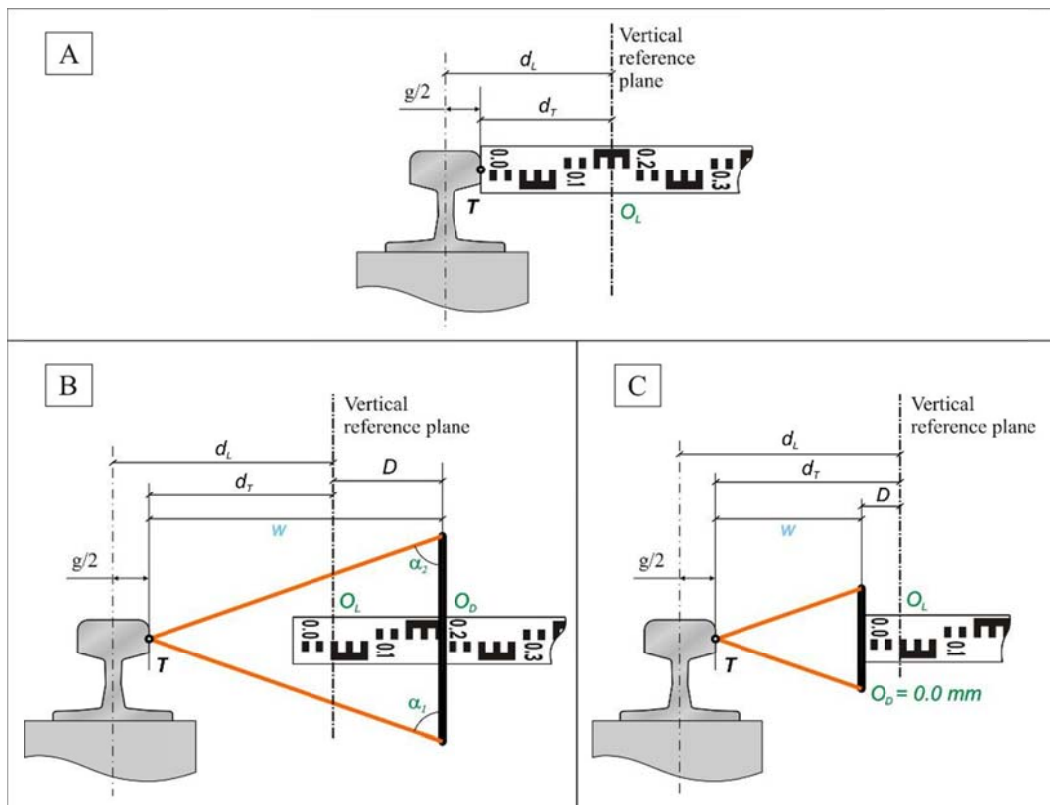 A
Vertical
reference
plane
d_L
g/2
d_T
0.0
0.1
0.2
0.3
T
O_L
B
Vertical
reference plane
d_L
D
d_T
w
g/2
α_2
O_L
O_D
0.0
0.1
0.2
0.3
T
α_1
C
Vertical
reference plane
d_L
d_T
D
w
g/2
O_L
0.0
0.1
T
O_D = 0.0 mm